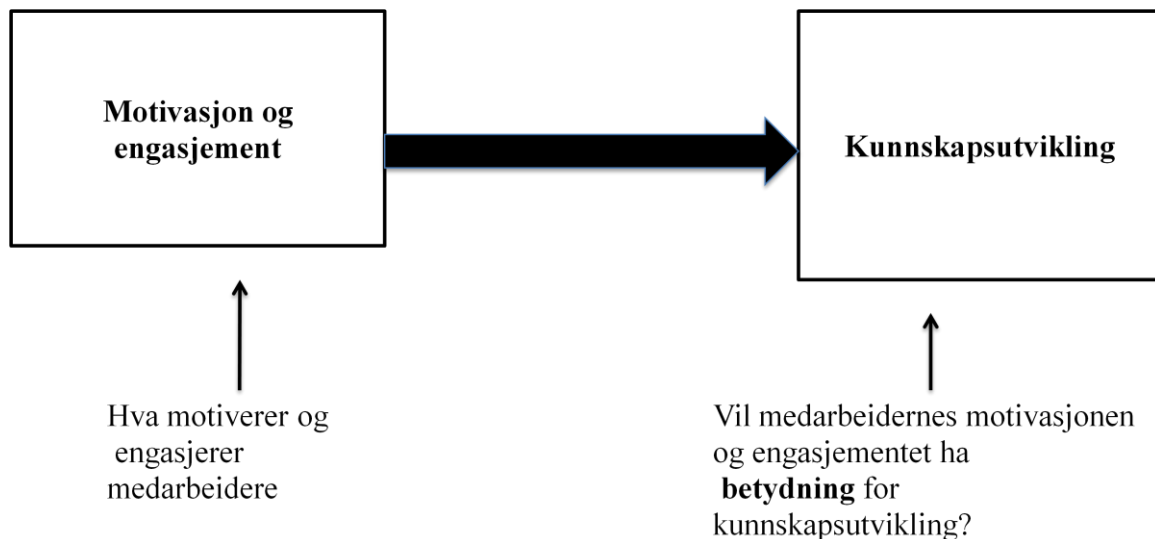 Motivasjon og
engasjement
Kunnskapsutvikling
Hva motiverer og
engasjerer
medarbeidere
Vil medarbeidernes motivasjonen
og engasjementet ha
betydning for
kunnskapsutvikling?